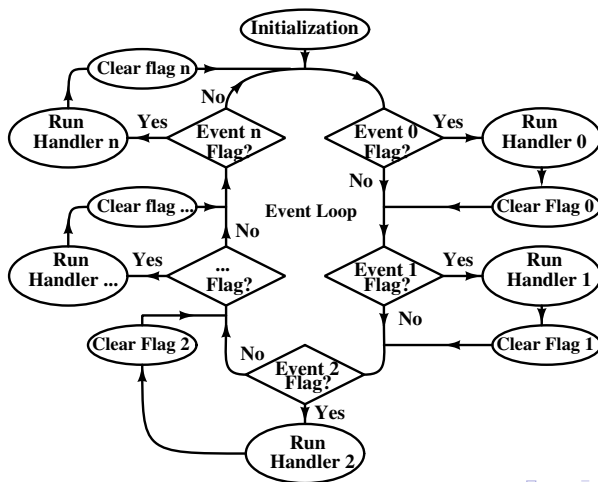 Initialization
Clear flag n
No
Run
Handler n
Yes
Event n
Flag?
Event 0
Flag?
Yes
Run
Handler 0
No
Clear Flag 0
Clear flag ...
Event Loop
No
Run
Handler ...
Yes
...
Flag?
Event 1
Flag?
Yes
Run
Handler 1
No
Clear Flag 1
Clear Flag 2
No
Event 2
Flag?
Yes
Run
Handler 2